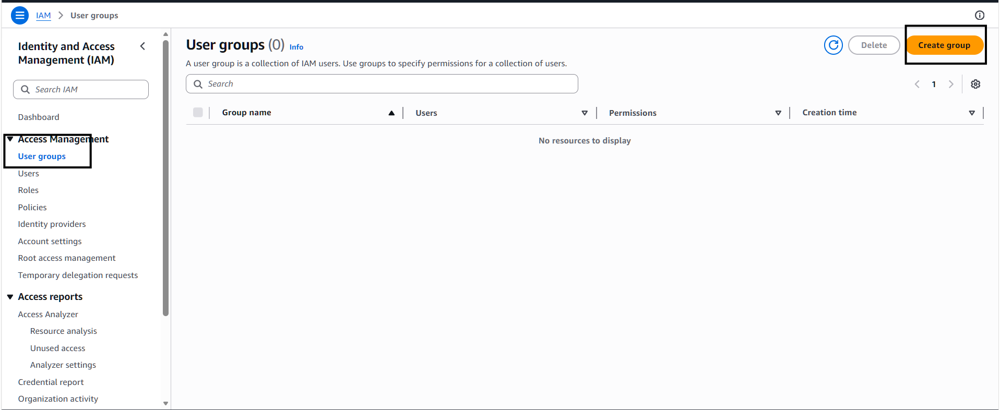 IAM > User groups
Identity and Access
Management (IAM)
Search IAM
Dashboard
Access Management
User groups
Users
Roles
Policies
Identity providers
Account settings
Root access management
Temporary delegation requests
Access reports
Access Analyzer
Resource analysis
Unused access
Analyzer settings
Credential report
Organization activity
User groups (0) Info
Delete
Create group
A user group is a collection of IAM users. Use groups to specify permissions for a collection of users.
Search
1
Group name Users Permissions Creation time
No resources to display